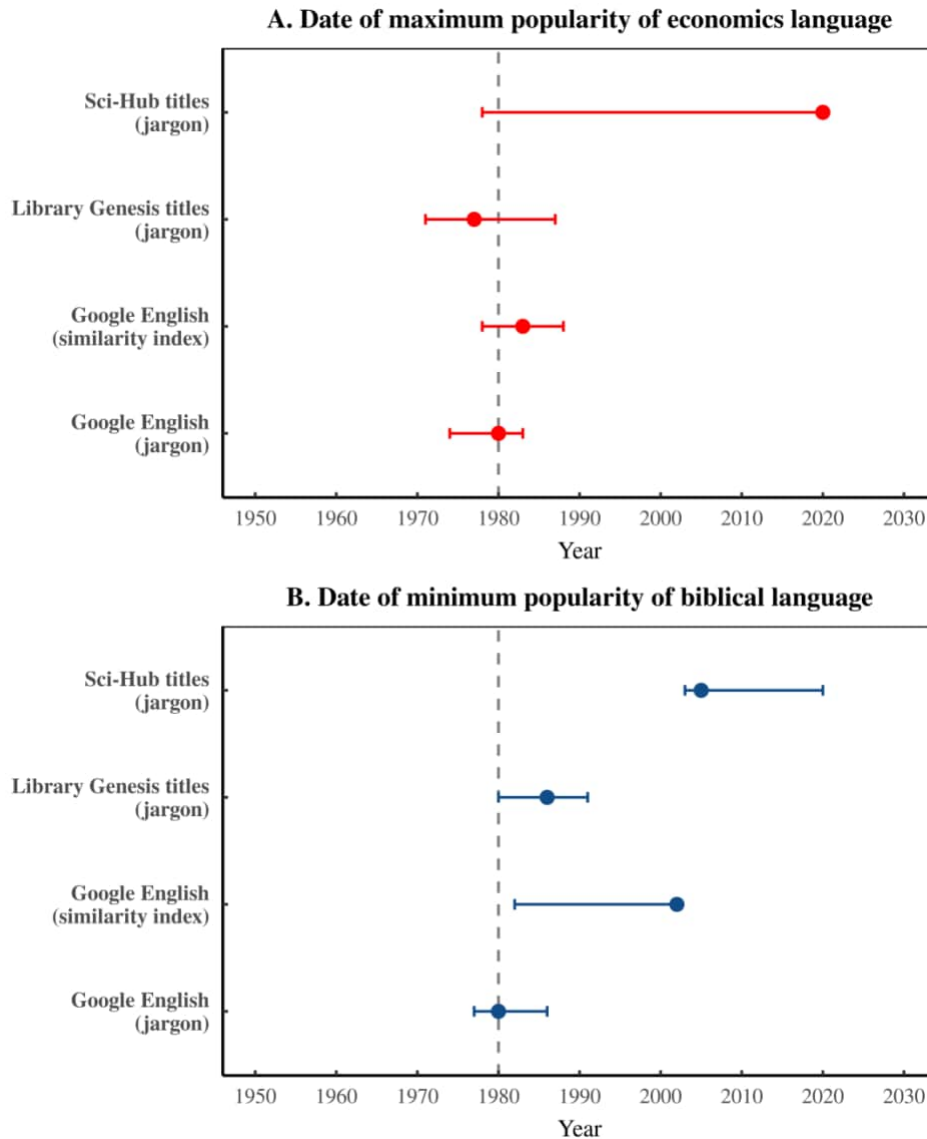 A. Date of maximum popularity of economics language
Sci-Hub titles
(jargon)
Library Genesis titles
(jargon)
Google English
(similarity index)
Google English
(jargon)
1950 1960 1970 1980 1990 2000 2010 2020 2030
Year
B. Date of minimum popularity of biblical language
Sci-Hub titles
(jargon)
Library Genesis titles
(jargon)
Google English
(similarity index)
Google English
(jargon)
1950 1960 1970 1980 1990 2000 2010 2020 2030
Year